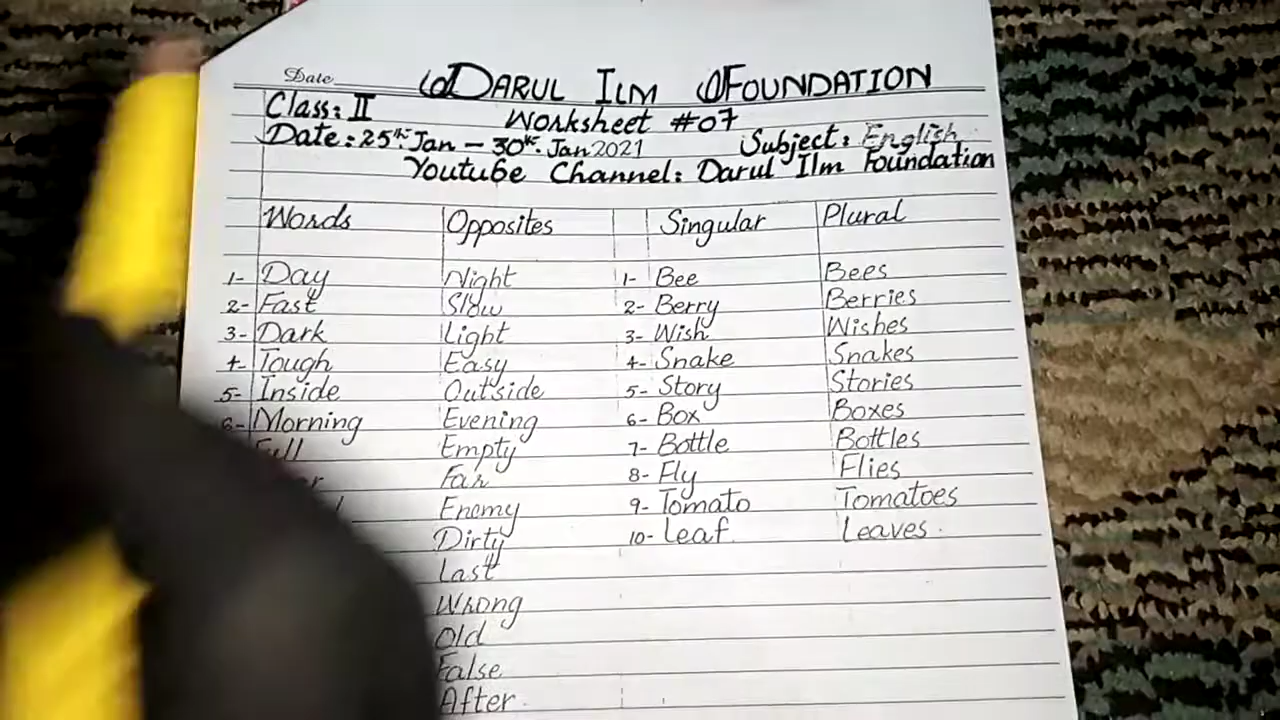 Date
DARUL ILM FOUNDATION
Class: II
Worksheet #07
Date: 25th Jan - 30th Jan 2021
Subject: English
Youtube Channel: Darul Ilm Foundation
Words Opposites Singular Plural
1- Day Night 1- Bee Bees
2- Fast Slow 2- Berry Berries
3- Dark Light 3- Wish Wishes
4- Tough Easy 4- Snake Snakes
5- Inside Outside 5- Story Stories
6- Morning Evening 6- Box Boxes
Empty 7- Bottle Bottles
Far 8- Fly Flies
Enemy 9- Tomato Tomatoes
Dirty 10- Leaf Leaves.
Last
Wrong
Old
False
After